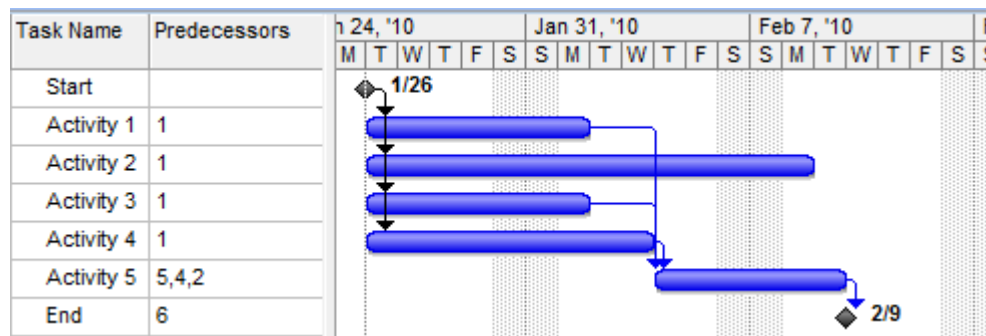 Task Name Predecessors 24, '10 Jan 31, '10 Feb 7, '10
M T W T F S S M T W T F S S M T W T F S
Start 1/26
Activity 1 1
Activity 2 1
Activity 3 1
Activity 4 1
Activity 5 5,4,2
End 6 2/9